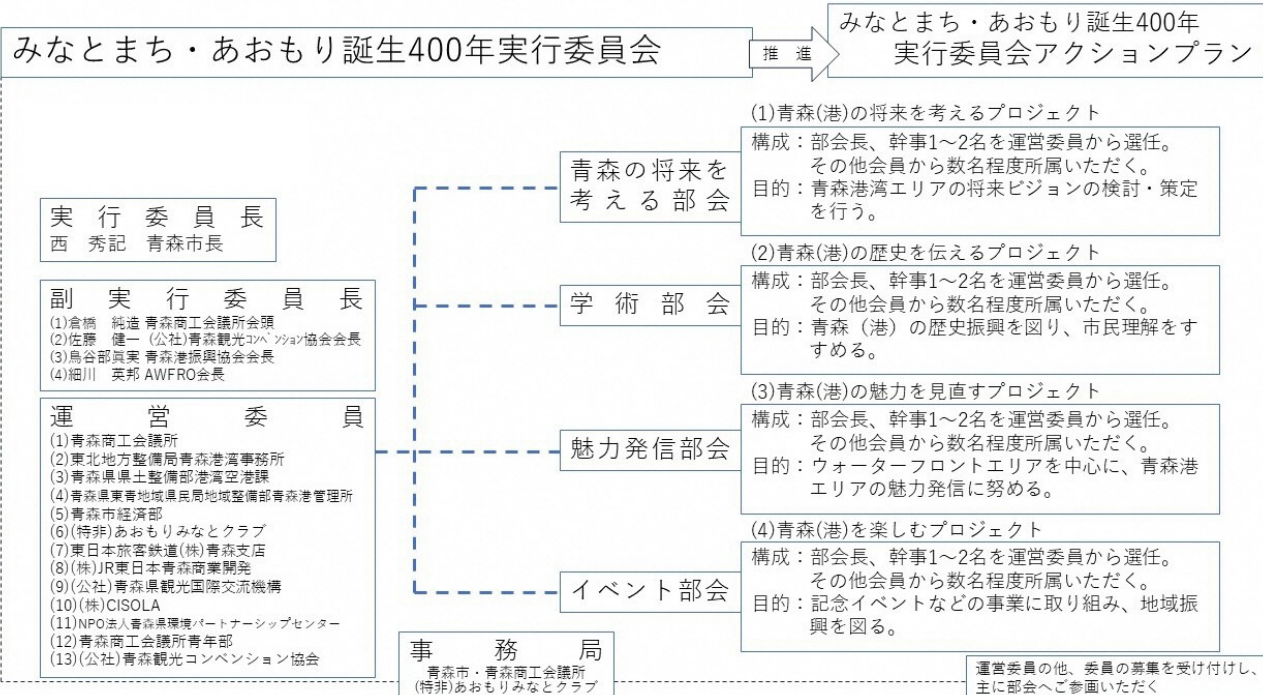 みなとまち・あおもり誕生400年実行委員会
推 進
みなとまち・あおもり誕生400年
実行委員会アクションプラン
実 行 委 員 長
西 秀記 青森市長
副 実 行 委 員 長
(1)倉橋 純造 青森商工会議所会頭
(2)佐藤 健一 (公社)青森観光コンベンション協会会長
(3)鳥谷部眞実 青森港振興協会会長
(4)細川 英邦 AWFRO会長
運 営 委 員
(1)青森商工会議所
(2)東北地方整備局青森港湾事務所
(3)青森県県土整備部港湾空港課
(4)青森県東青地域県民局地域整備部青森港管理所
(5)青森市経済部
(6)(特非)あおもりみなとクラブ
(7)東日本旅客鉄道(株)青森支店
(8)(株)JR東日本青森商業開発
(9)(公社)青森県観光国際交流機構
(10)(株)CISOLA
(11)NPO法人青森県環境パートナーシップセンター
(12)青森商工会議所青年部
(13)(公社)青森観光コンベンション協会
青森の将来を
考える部会
(1)青森(港)の将来を考えるプロジェクト
構成：部会長、幹事1～2名を運営委員から選任。
その他会員から数名程度所属いただく。
目的：青森港湾エリアの将来ビジョンの検討・策定
を行う。
学 術 部 会
(2)青森(港)の歴史を伝えるプロジェクト
構成：部会長、幹事1～2名を運営委員から選任。
その他会員から数名程度所属いただく。
目的：青森（港）の歴史振興を図り、市民理解をす
すめる。
魅力発信部会
(3)青森(港)の魅力を見直すプロジェクト
構成：部会長、幹事1～2名を運営委員から選任。
その他会員から数名程度所属いただく。
目的：ウォーターフロントエリアを中心に、青森港
エリアの魅力発信に努める。
イベント部会
(4)青森(港)を楽しむプロジェクト
構成：部会長、幹事1～2名を運営委員から選任。
その他会員から数名程度所属いただく。
目的：記念イベントなどの事業に取り組み、地域振
興を図る。
事 務 局
青森市・青森商工会議所
(特非)あおもりみなとクラブ
運営委員の他、委員の募集を受け付けし、
主に部会へご参画いただく